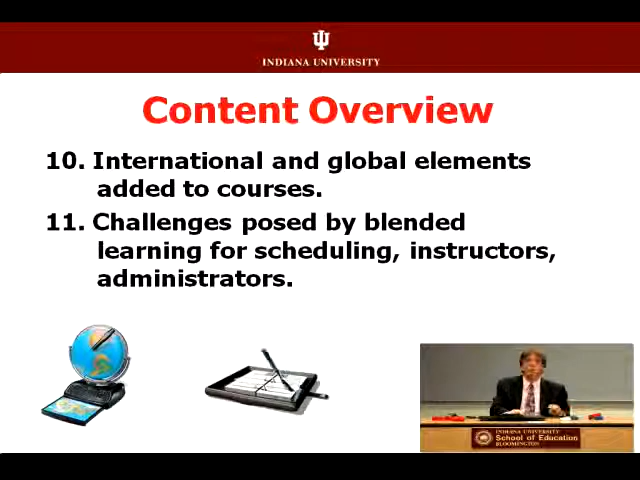 INDIANA UNIVERSITY
Content Overview
10. International and global elements
added to courses.
11. Challenges posed by blended
learning for scheduling, instructors,
administrators.
INDIANA UNIVERSITY
School of Education
BLOOMINGTON